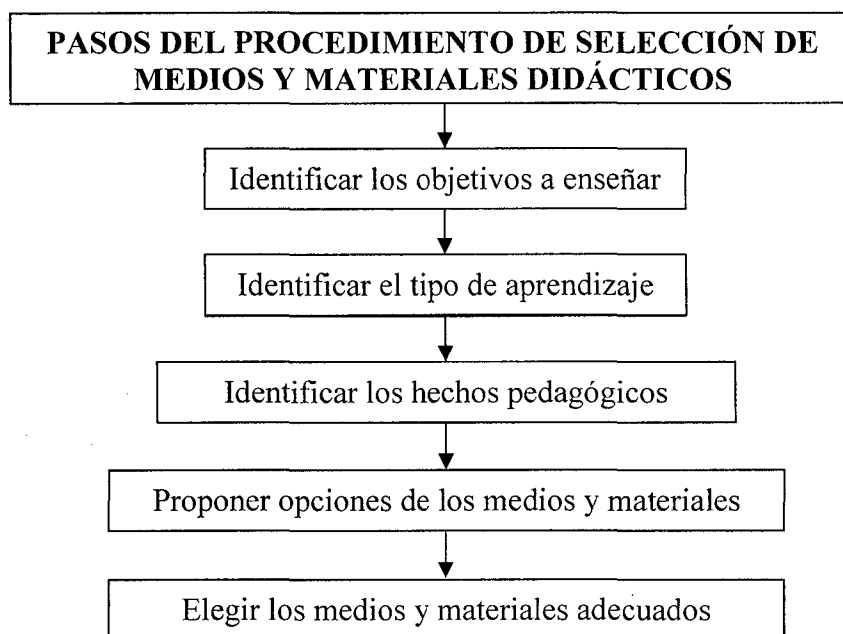 PASOS DEL PROCEDIMIENTO DE SELECCIÓN DE
MEDIOS Y MATERIALES DIDÁCTICOS
Identificar los objetivos a enseñar
Identificar el tipo de aprendizaje
Identificar los hechos pedagógicos
Proponer opciones de los medios y materiales
Elegir los medios y materiales adecuados